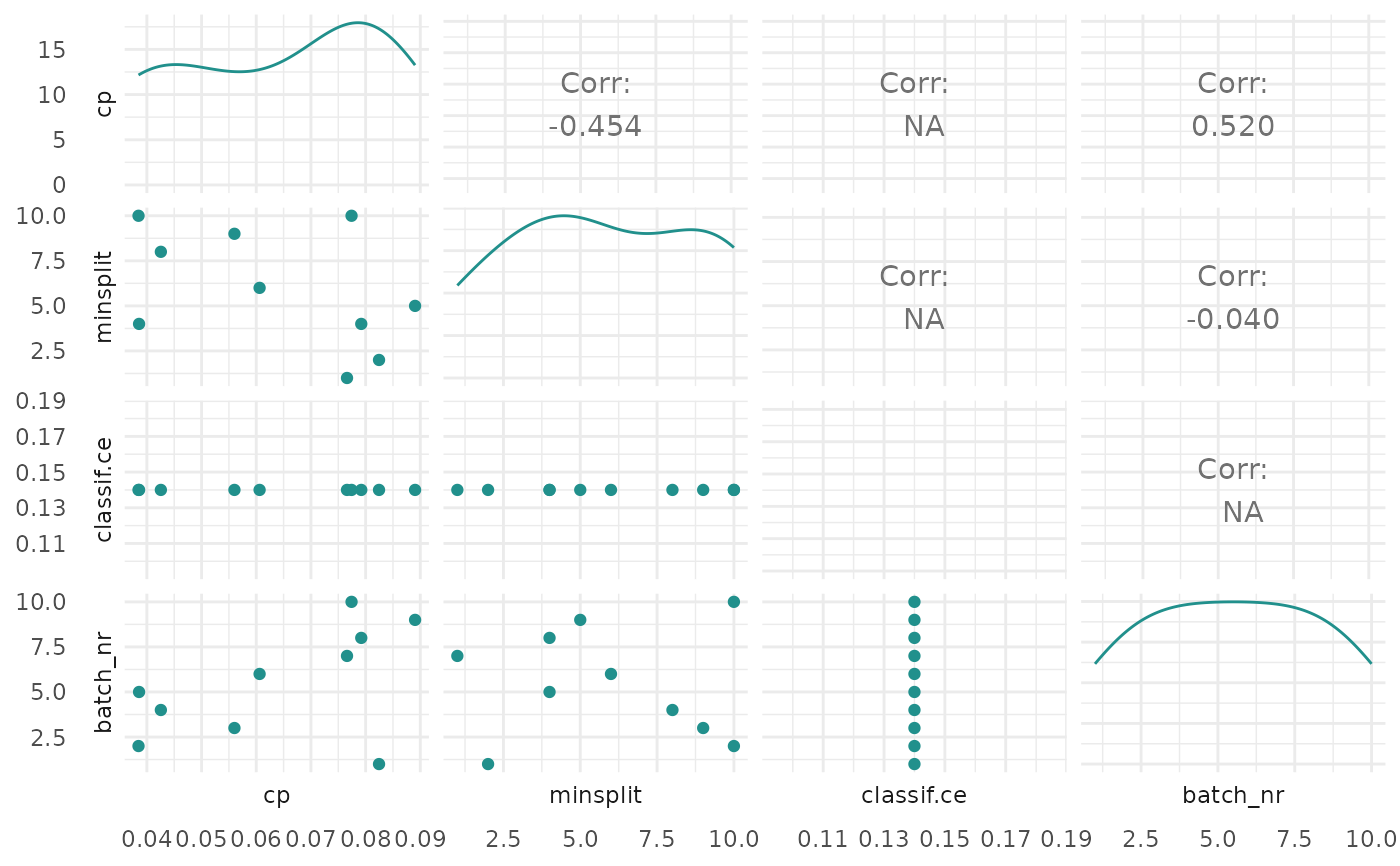 15
10
5
0
cp
Corr:
-0.454
Corr:
NA
Corr:
0.520
10.0
7.5
5.0
2.5
minsplit
Corr:
NA
Corr:
-0.040
0.19
0.17
0.15
0.13
0.11
classif.ce
Corr:
NA
10.0
7.5
5.0
2.5
batch_nr
cp minsplit classif.ce batch_nr
0.04 0.05 0.06 0.07 0.08 0.09 2.5 5.0 7.5 10.0 0.11 0.13 0.15 0.17 0.19 2.5 5.0 7.5 10.0